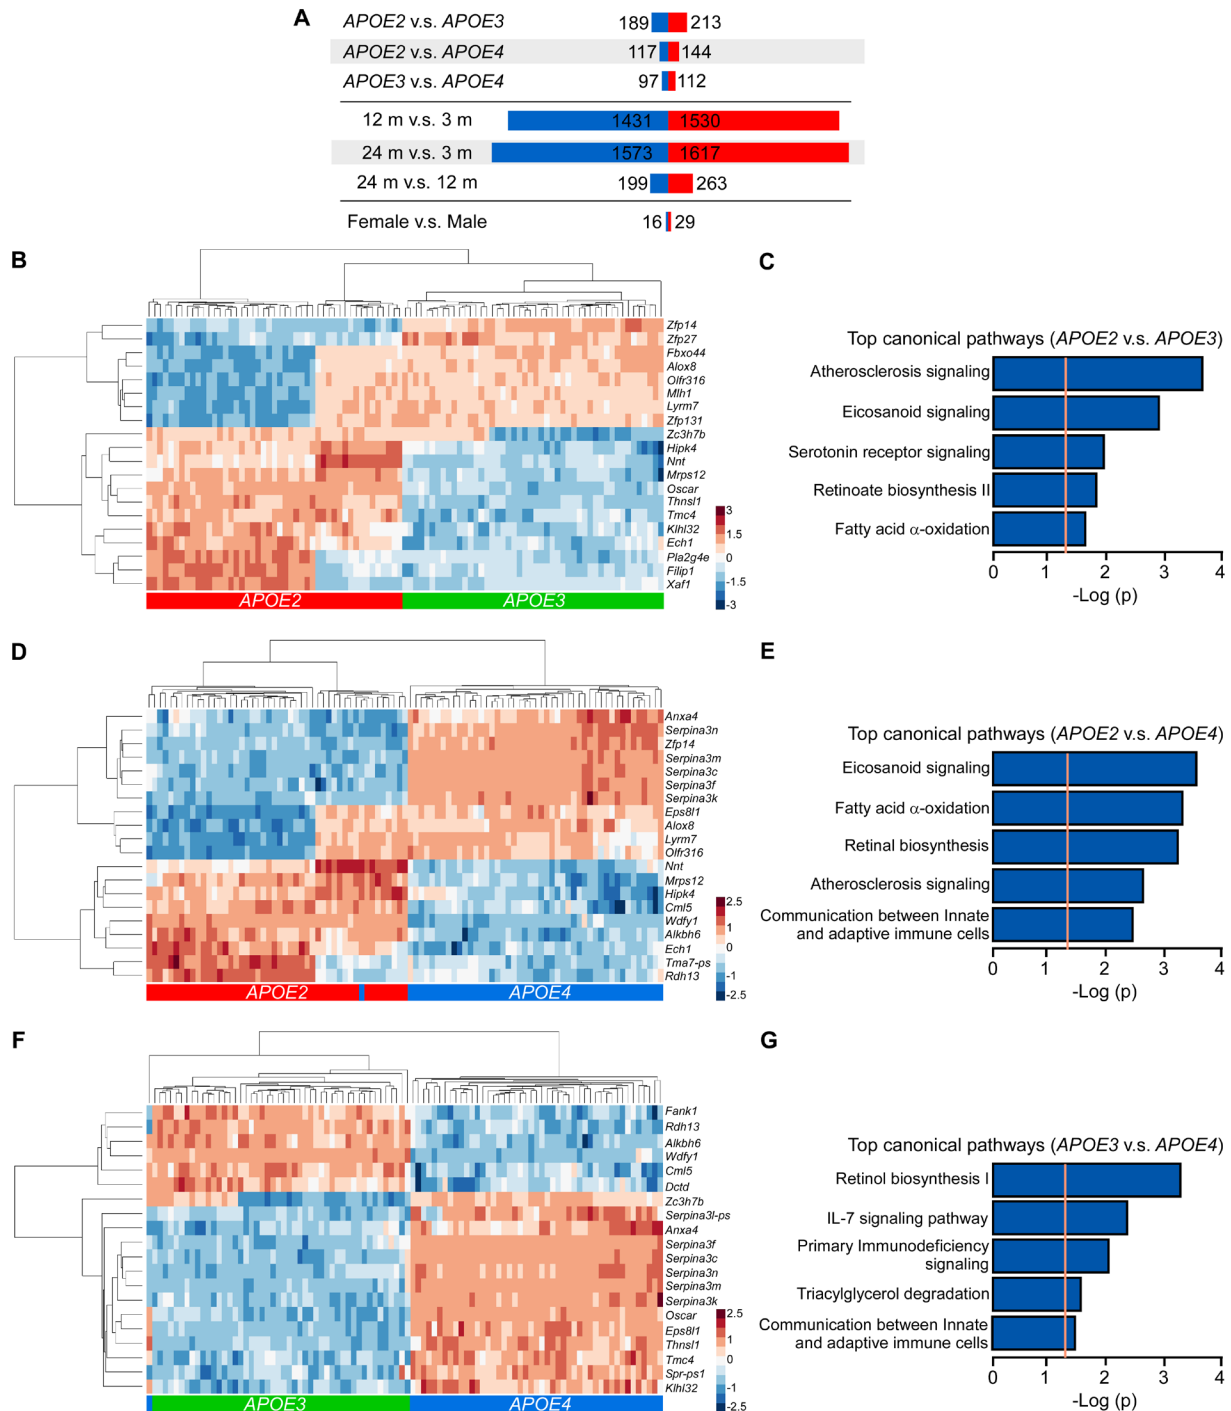 A
APOE2 v.s. APOE3
189
213
APOE2 v.s. APOE4
117
144
APOE3 v.s. APOE4
97
112
12 m v.s. 3 m
1431
1530
24 m v.s. 3 m
1573
1617
24 m v.s. 12 m
199
263
Female v.s. Male
16
29
B
Zfp14
Zfp27
Fbxo44
Alox8
Olfr316
Mlh1
Lyrm7
Zfp131
Zc3h7b
Hipk4
Nnt
Mrps12
Oscar
Thnsl1
Tmc4
Klhl32
Ech1
Pla2g4e
Filip1
Xaf1
3
1.5
0
-1.5
-3
APOE2
APOE3
C
Top canonical pathways (APOE2 v.s. APOE3)
Atherosclerosis signaling
Eicosanoid signaling
Serotonin receptor signaling
Retinoate biosynthesis II
Fatty acid α-oxidation
0 1 2 3 4
-Log (p)
D
Anxa4
Serpina3n
Zfp14
Serpina3m
Serpina3c
Serpina3f
Serpina3k
Eps8l1
Alox8
Lyrm7
Olfr316
Nnt
Mrps12
Hipk4
Cml5
Wdfy1
Alkbh6
Ech1
Tma7-ps
Rdh13
2.5
1
0
-1
-2.5
APOE2
APOE4
E
Top canonical pathways (APOE2 v.s. APOE4)
Eicosanoid signaling
Fatty acid α-oxidation
Retinal biosynthesis
Atherosclerosis signaling
Communication between Innate
and adaptive immune cells
0 1 2 3 4
-Log (p)
F
Fank1
Rdh13
Alkbh6
Wdfy1
Cml5
Dctd
Zc3h7b
Serpina3l-ps
Anxa4
Serpina3f
Serpina3c
Serpina3n
Serpina3m
Serpina3k
Oscar
Eps8l1
Thnsl1
Tmc4
Spr-ps1
Klhl32
2.5
1
0
-1
-2.5
APOE3
APOE4
G
Top canonical pathways (APOE3 v.s. APOE4)
Retinol biosynthesis I
IL-7 signaling pathway
Primary Immunodeficiency
signaling
Triacylglycerol degradation
Communication between Innate
and adaptive immune cells
0 1 2 3 4
-Log (p)